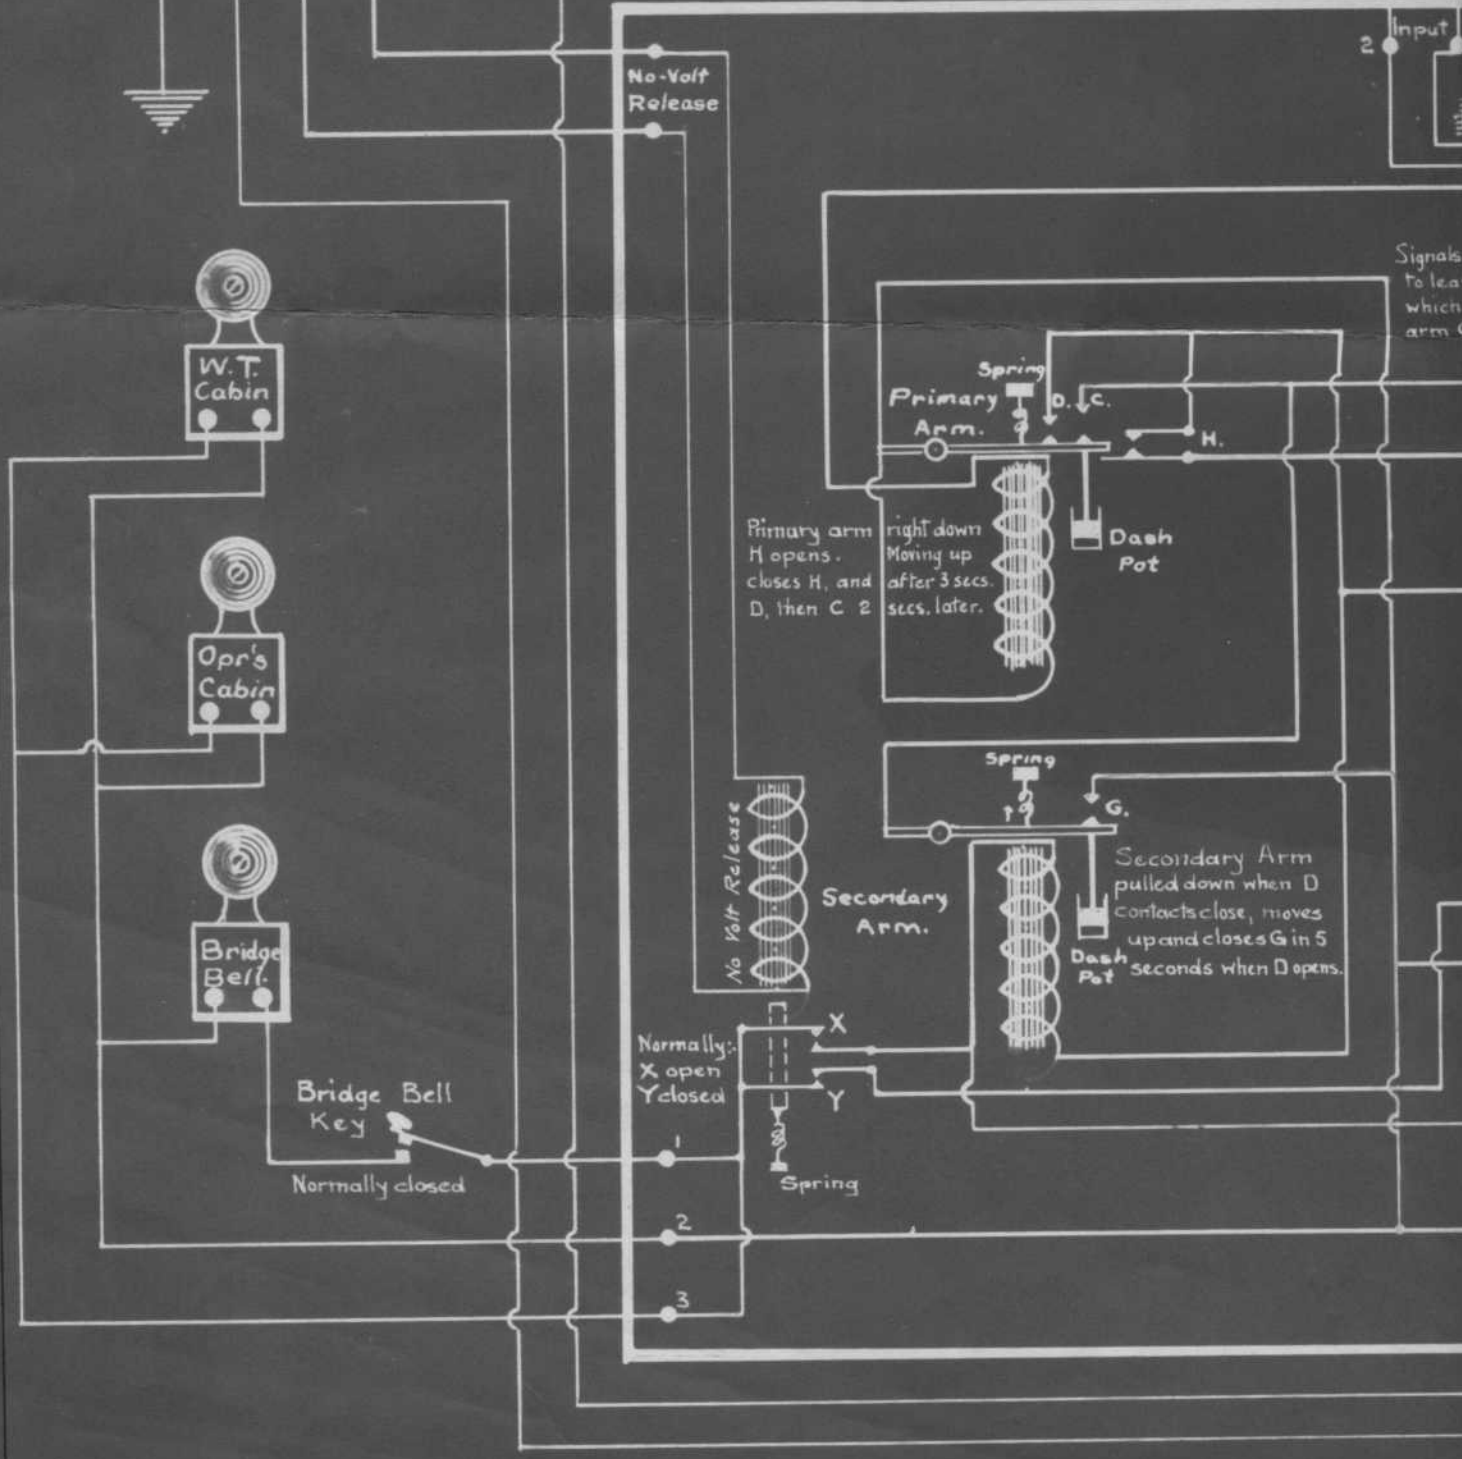 No-Volt
Release
2
Input
W.T.
Cabin
Opr's
Cabin
Bridge
Bell.
Bridge Bell
Key
Normally closed
Signals
to lea
which
arm
Spring
Primary
Arm.
D.
C.
H.
Dash
Pot
Primary arm right down
H opens. Moving up
closes H, and after 3 secs.
D, then C 2 secs. later.
Spring
G.
No Volt Release
Secondary
Arm.
Secondary Arm
pulled down when D
contacts close, moves
up and closes G in 5
seconds when D opens.
Dash
Pot
Normally:-
X open
Y closed
X
Y
Spring
1
2
3